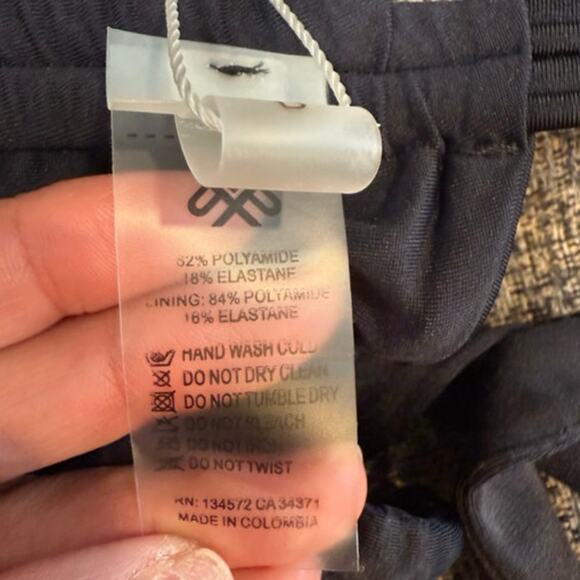 82% POLYAMIDE
18% ELASTANE
LINING: 84% POLYAMIDE
16% ELASTANE
HAND WASH COLD
DO NOT DRY CLEAN
DO NOT TUMBLE DRY
DO NOT BLEACH
DO NOT IRON
DO NOT TWIST
RN: 134572 CA 34371
MADE IN COLOMBIA